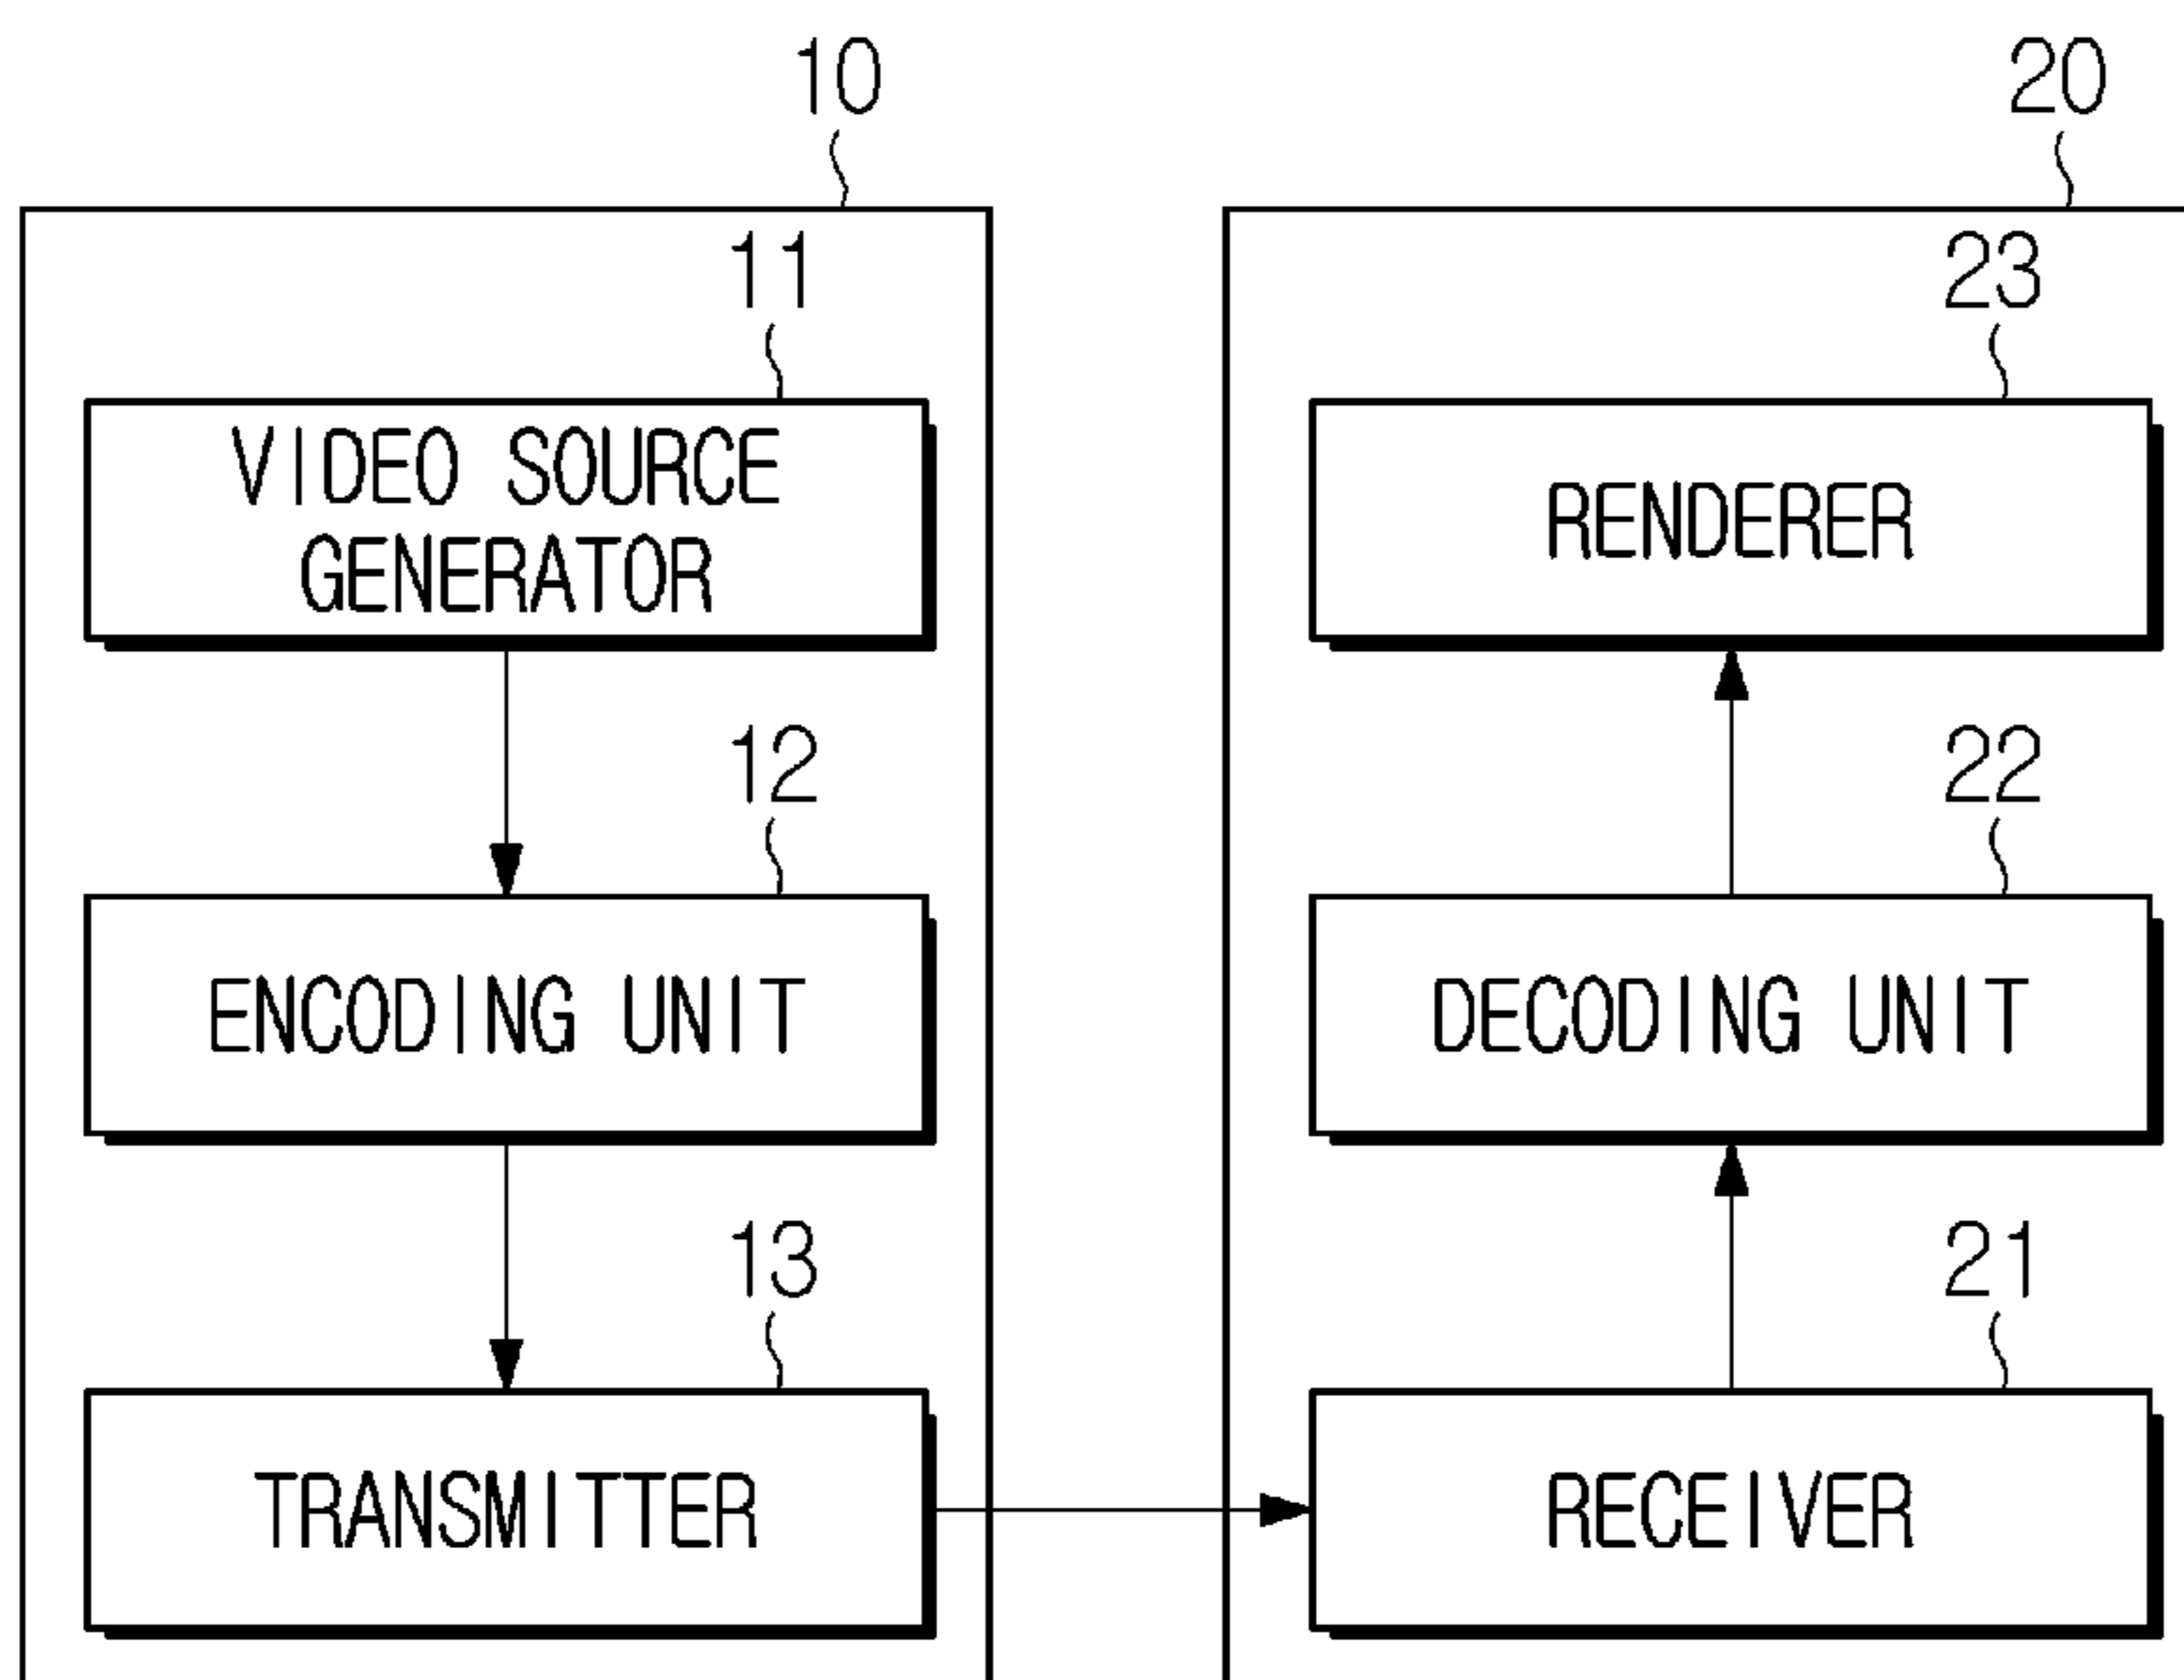 10
11
VIDEO SOURCE
GENERATOR
12
ENCODING UNIT
13
TRANSMITTER
20
23
RENDERER
22
DECODING UNIT
21
RECEIVER